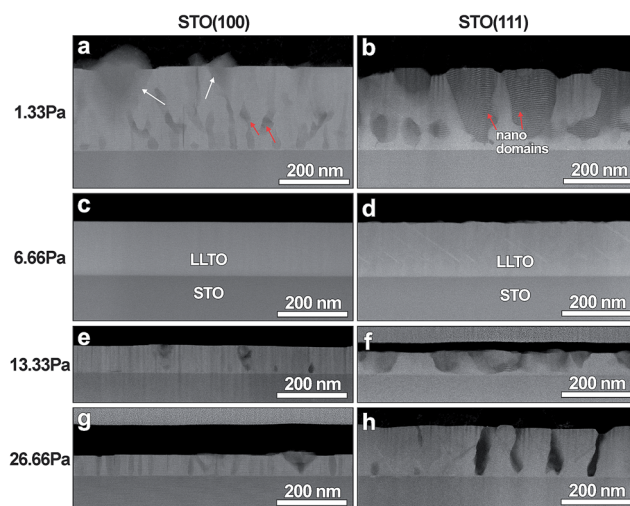 STO(100)
STO(111)
1.33Pa
a
200 nm
b
nano
domains
200 nm
6.66Pa
c
LLTO
STO
200 nm
d
LLTO
STO
200 nm
13.33Pa
e
200 nm
f
200 nm
26.66Pa
g
200 nm
h
200 nm